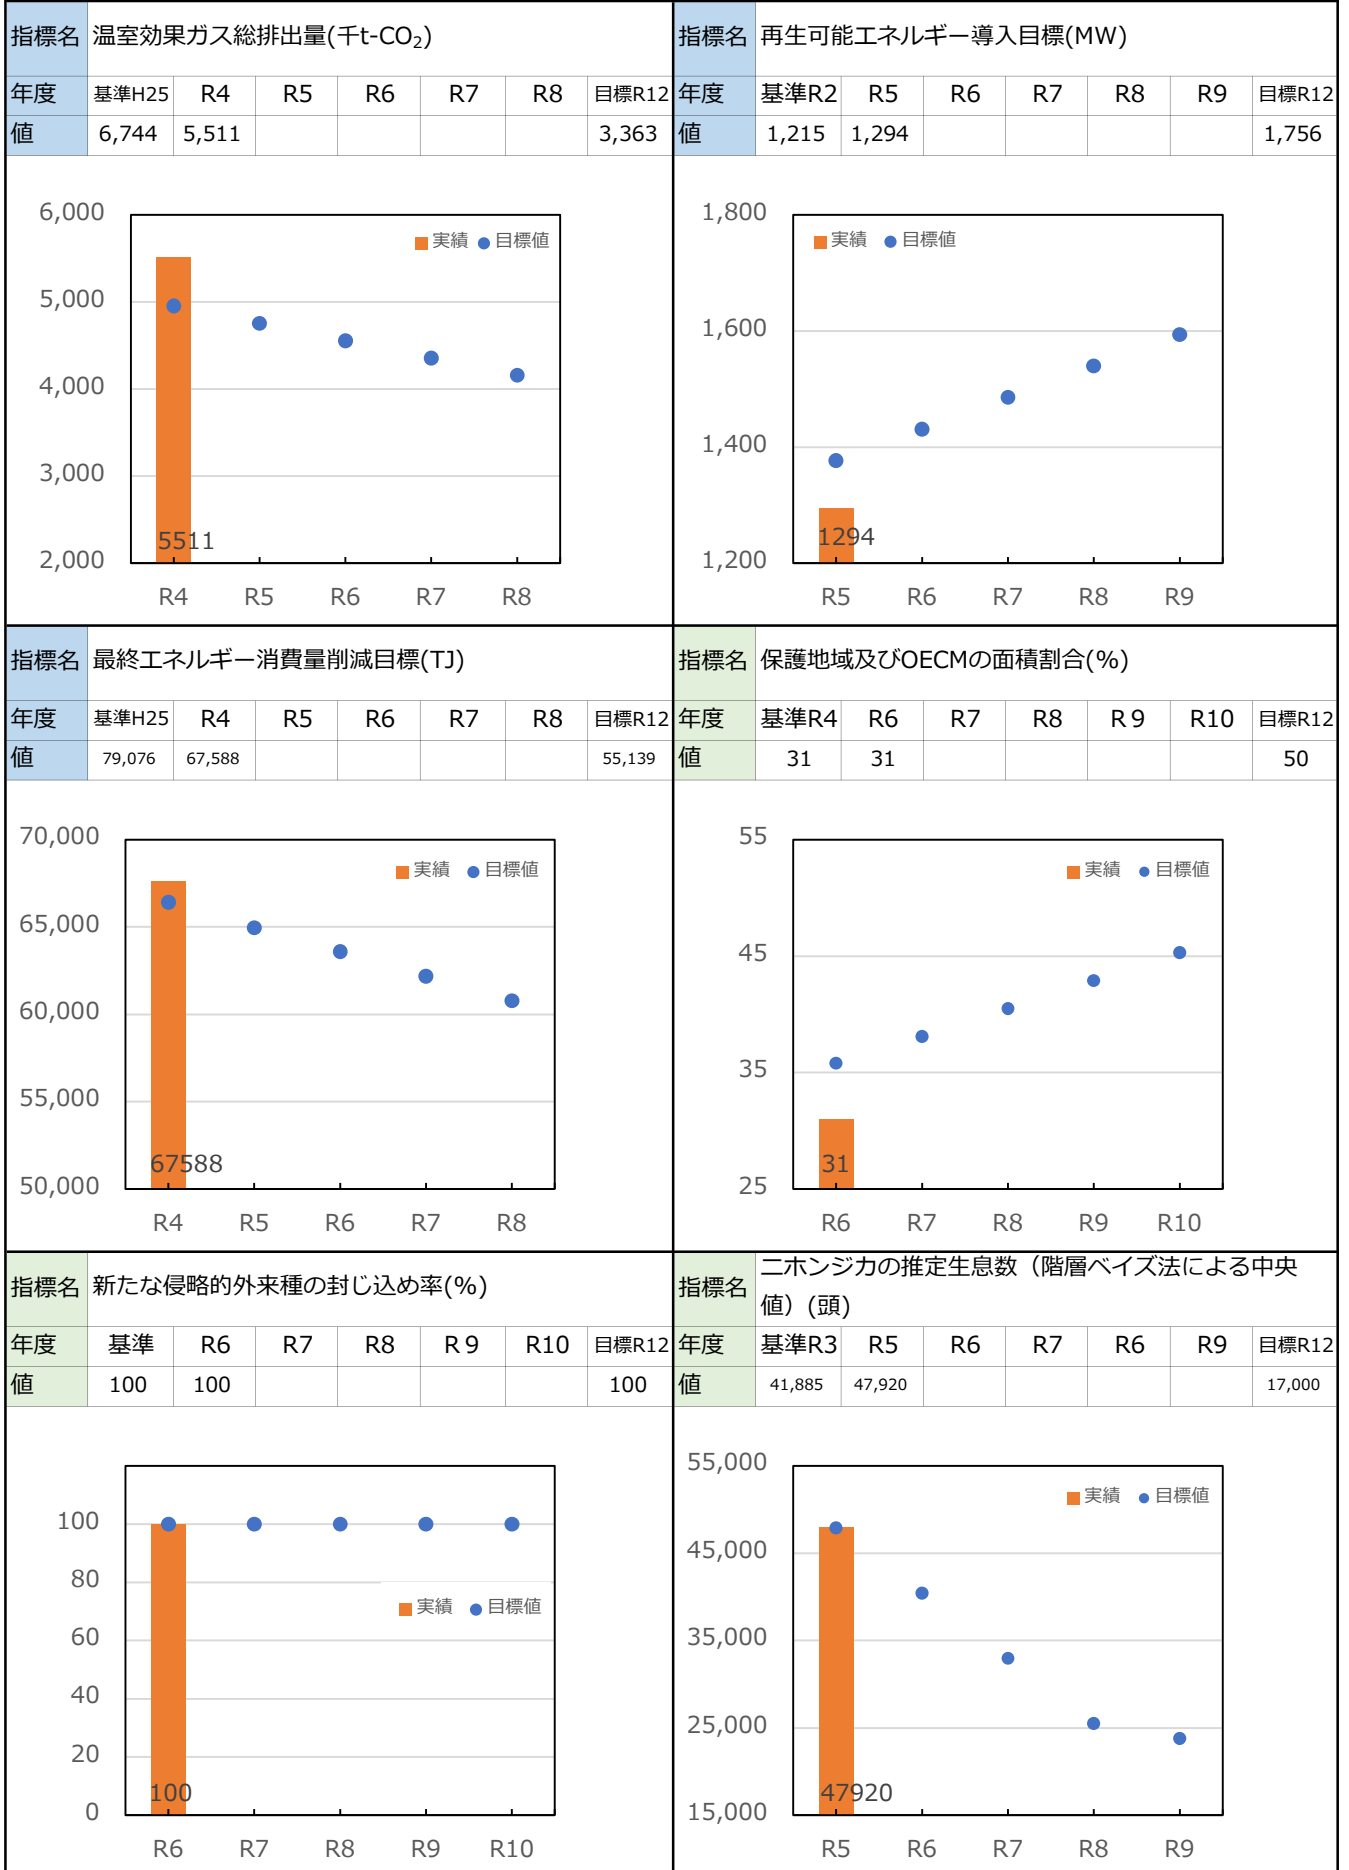 指標名 温室効果ガス総排出量(千t-CO₂)
年度 基準H25 R4 R5 R6 R7 R8 目標R12
値 6,744 5,511 3,363
6,000
5,000
4,000
3,000
2,000
実績 目標値
5511
R4 R5 R6 R7 R8
指標名 再生可能エネルギー導入目標(MW)
年度 基準R2 R5 R6 R7 R8 R9 目標R12
値 1,215 1,294 1,756
1,800
1,600
1,400
1,200
実績 目標値
1294
R5 R6 R7 R8 R9
指標名 最終エネルギー消費量削減目標(TJ)
年度 基準H25 R4 R5 R6 R7 R8 目標R12
値 79,076 67,588 55,139
70,000
65,000
60,000
55,000
50,000
実績 目標値
67588
R4 R5 R6 R7 R8
指標名 保護地域及びOECMの面積割合(%)
年度 基準R4 R6 R7 R8 R９ R10 目標R12
値 31 31 50
55
45
35
25
実績 目標値
31
R6 R7 R8 R9 R10
指標名 新たな侵略的外来種の封じ込め率(%)
年度 基準 R6 R7 R8 R９ R10 目標R12
値 100 100 100
100
80
60
40
20
0
実績 目標値
100
R6 R7 R8 R9 R10
指標名 ニホンジカの推定生息数（階層ベイズ法による中央
値）(頭)
年度 基準R3 R5 R6 R7 R6 R9 目標R12
値 41,885 47,920 17,000
55,000
45,000
35,000
25,000
15,000
実績 目標値
47920
R5 R6 R7 R8 R9